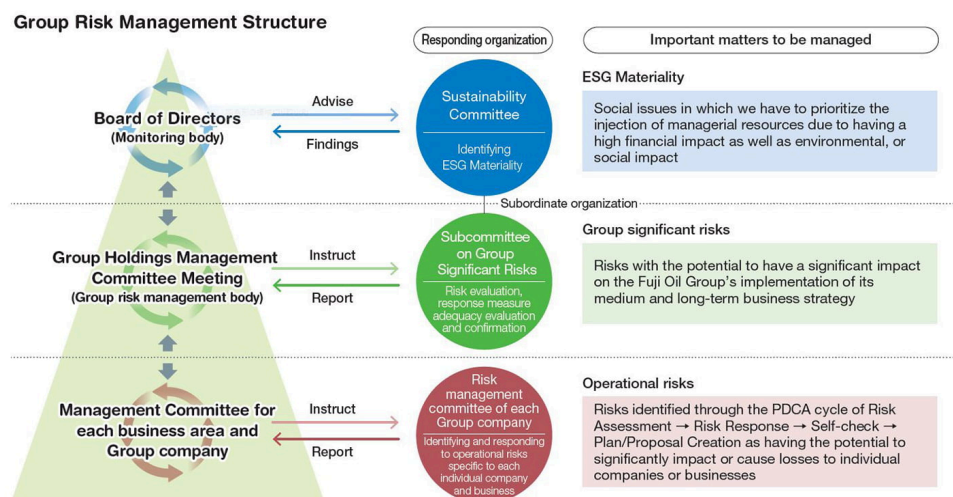 Group Risk Management Structure
Responding organization
Important matters to be managed
Board of Directors
(Monitoring body)
Advise
Findings
Sustainability
Committee
Identifying
ESG Materiality
ESG Materiality
Social issues in which we have to prioritize the
injection of managerial resources due to having a
high financial impact as well as environmental, or
social impact
Subordinate organization
Group Holdings Management
Committee Meeting
(Group risk management body)
Instruct
Report
Subcommittee
on Group
Significant Risks
Risk evaluation,
response measure
adequacy evaluation
and confirmation
Group significant risks
Risks with the potential to have a significant impact
on the Fuji Oil Group's implementation of its
medium and long-term business strategy
Management Committee for
each business area and
Group company
Instruct
Report
Risk
management
committee of each
Group company
Identifying and responding
to operational risks
specific to each
individual company
and business
Operational risks
Risks identified through the PDCA cycle of Risk
Assessment → Risk Response → Self-check →
Plan/Proposal Creation as having the potential to
significantly impact or cause losses to individual
companies or businesses